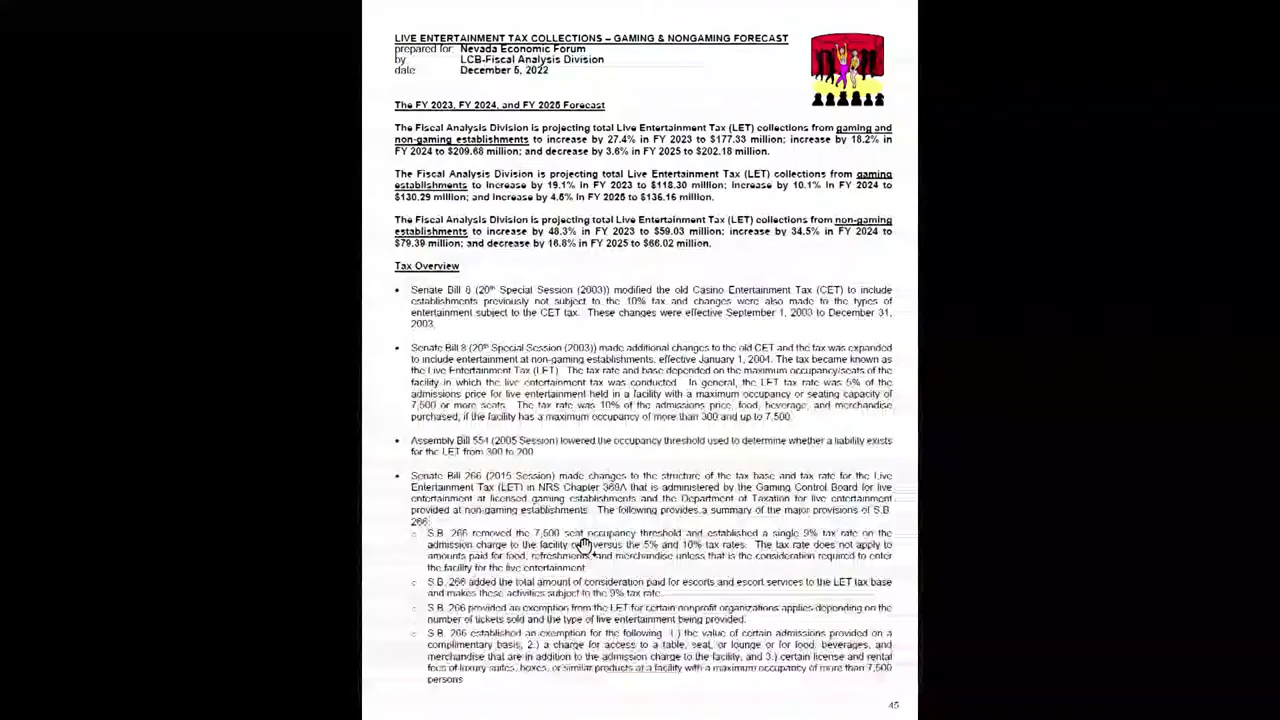 LIVE ENTERTAINMENT TAX COLLECTIONS – GAMING & NONGAMING FORECAST
prepared for: Nevada Economic Forum
by LCB-Fiscal Analysis Division
date: December 5, 2022
The FY 2023, FY 2024, and FY 2025 Forecast
The Fiscal Analysis Division is projecting total Live Entertainment Tax (LET) collections from gaming and
non-gaming establishments to increase by 27.4% in FY 2023 to $177.33 million; increase by 18.2% in
FY 2024 to $209.68 million; and decrease by 3.6% in FY 2025 to $202.18 million.
The Fiscal Analysis Division is projecting total Live Entertainment Tax (LET) collections from gaming
establishments to increase by 19.1% in FY 2023 to $118.30 million; increase by 10.1% in FY 2024 to
$130.29 million; and increase by 4.5% in FY 2025 to $136.16 million.
The Fiscal Analysis Division is projecting total Live Entertainment Tax (LET) collections from non-gaming
establishments to increase by 48.3% in FY 2023 to $59.03 million; increase by 34.5% in FY 2024 to
$79.39 million; and decrease by 16.8% in FY 2025 to $66.02 million.
Tax Overview
• Senate Bill 8 (20th Special Session (2003)) modified the old Casino Entertainment Tax (CET) to include
establishments previously not subject to the 10% tax and changes were also made to the types of
entertainment subject to the CET tax. These changes were effective September 1, 2003 to December 31,
2003.
• Senate Bill 8 (20th Special Session (2003)) made additional changes to the old CET and the tax was expanded
to include entertainment at non-gaming establishments, effective January 1, 2004. The tax became known as
the Live Entertainment Tax (LET). The tax rate and base depended on the maximum occupancy/seats of the
facility in which the live entertainment tax was conducted. In general, the LET tax rate was 5% of the
admissions price for live entertainment held in a facility with a maximum occupancy or seating capacity of
7,500 or more seats. The tax rate was 10% of the admissions price, food, beverage, and merchandise
purchased, if the facility has a maximum occupancy of more than 300 and up to 7,500.
• Assembly Bill 554 (2005 Session) lowered the occupancy threshold used to determine whether a liability exists
for the LET from 300 to 200
• Senate Bill 266 (2015 Session) made changes to the structure of the tax base and tax rate for the Live
Entertainment Tax (LET) in NRS Chapter 368A that is administered by the Gaming Control Board for live
entertainment at licensed gaming establishments and the Department of Taxation for live entertainment
provided at non-gaming establishments. The following provides a summary of the major provisions of S.B.
266:
○ S.B. 266 removed the 7,500 seat occupancy threshold and established a single 9% tax rate on the
admission charge to the facility versus the 5% and 10% tax rates. The tax rate does not apply to
amounts paid for food, refreshments, and merchandise unless that is the consideration required to enter
the facility for the live entertainment.
○ S.B. 266 added the total amount of consideration paid for escorts and escort services to the LET tax base
and makes these activities subject to the 9% tax rate.
○ S.B. 266 provided an exemption from the LET for certain nonprofit organizations applies depending on the
number of tickets sold and the type of live entertainment being provided.
○ S.B. 266 established an exemption for the following: 1.) the value of certain admissions provided on a
complimentary basis; 2.) a charge for access to a table, seat, or lounge or for food, beverages, and
merchandise that are in addition to the admission charge to the facility; and 3.) certain license and rental
fees of luxury suites, boxes, or similar products at a facility with a maximum occupancy of more than 7,500
persons
45